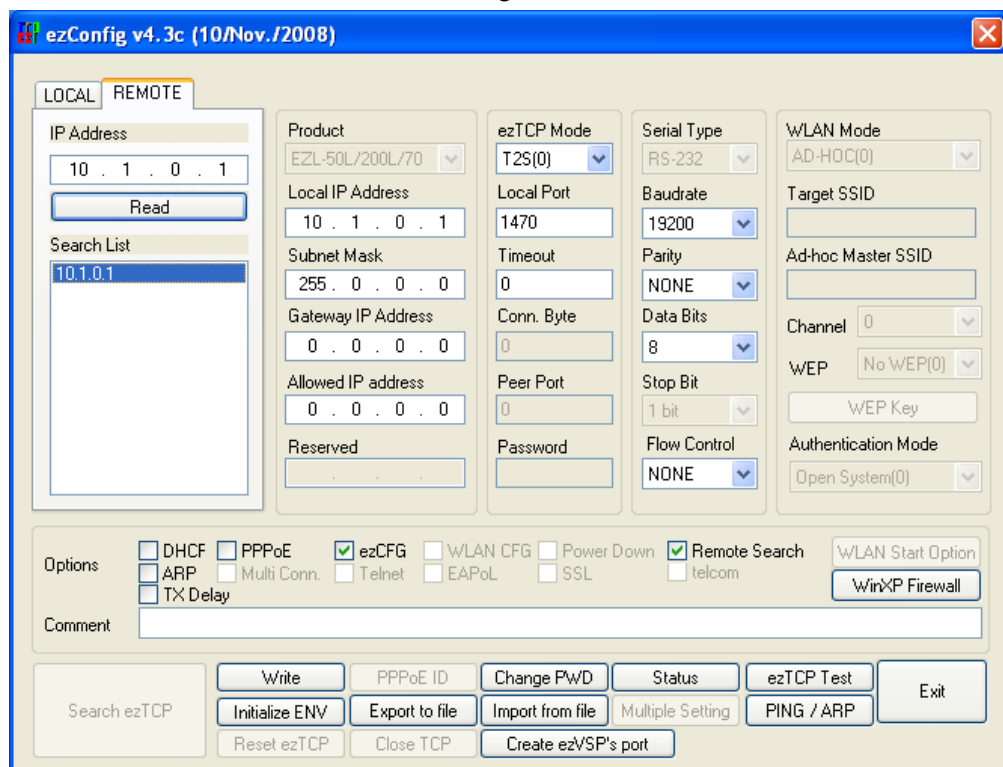 ezConfig v4.3c (10/Nov./2008)
LOCAL REMOTE
IP Address
10 . 1 . 0 . 1
Read
Search List
10.1.0.1
Product
EZL-50L/200L/70
Local IP Address
10 . 1 . 0 . 1
Subnet Mask
255 . 0 . 0 . 0
Gateway IP Address
0 . 0 . 0 . 0
Allowed IP address
0 . 0 . 0 . 0
Reserved
. . .
ezTCP Mode
T2S(0)
Local Port
1470
Timeout
0
Conn. Byte
0
Peer Port
0
Password
Serial Type
RS-232
Baudrate
19200
Parity
NONE
Data Bits
8
Stop Bit
1 bit
Flow Control
NONE
WLAN Mode
AD-HOC(0)
Target SSID
Ad-hoc Master SSID
Channel 0
WEP No WEP(0)
WEP Key
Authentication Mode
Open System(0)
Options
DHCP PPPoE ezCFG WLAN CFG Power Down Remote Search
ARP Multi Conn. Telnet EAPoL SSL telcom
TX Delay
WLAN Start Option
WinXP Firewall
Comment
Search ezTCP
Write PPPoE ID Change PWD Status ezTCP Test
Initialize ENV Export to file Import from file Multiple Setting PING / ARP
Reset ezTCP Close TCP Create ezVSP's port
Exit